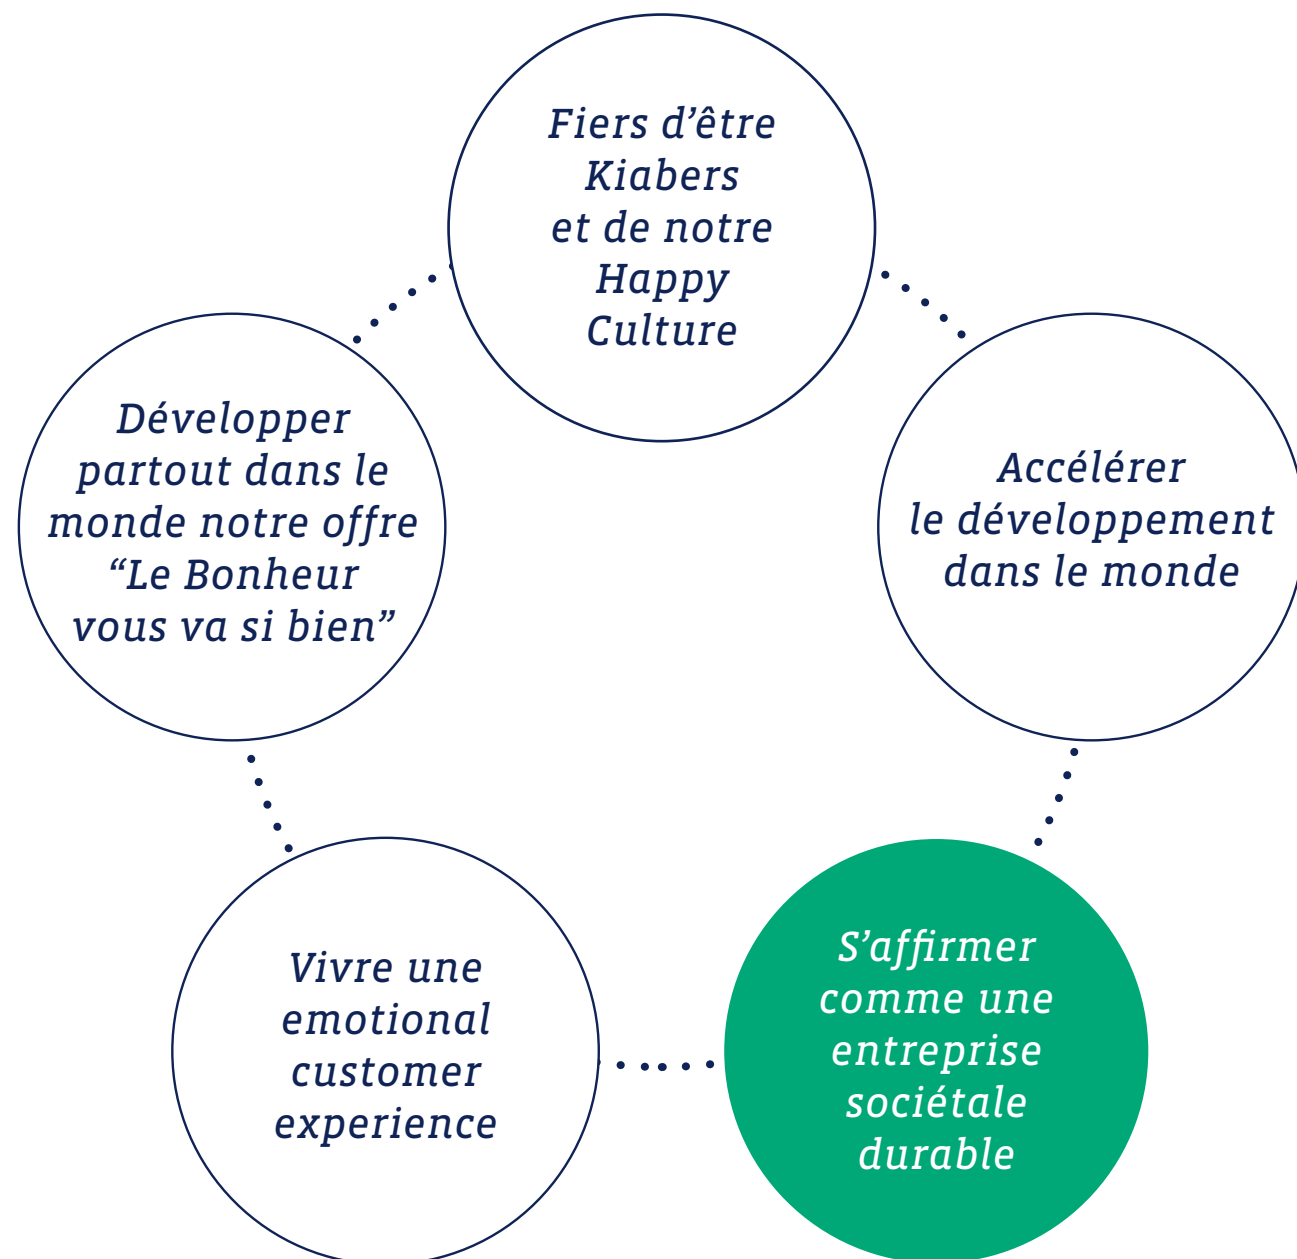 Fiers d’être
Kiabers
et de notre
Happy
Culture
Développer
partout dans le
monde notre offre
“Le Bonheur
vous va si bien”
Accélérer
le développement
dans le monde
Vivre une
emotional
customer
experience
S’affirmer
comme une
entreprise
sociétale
durable